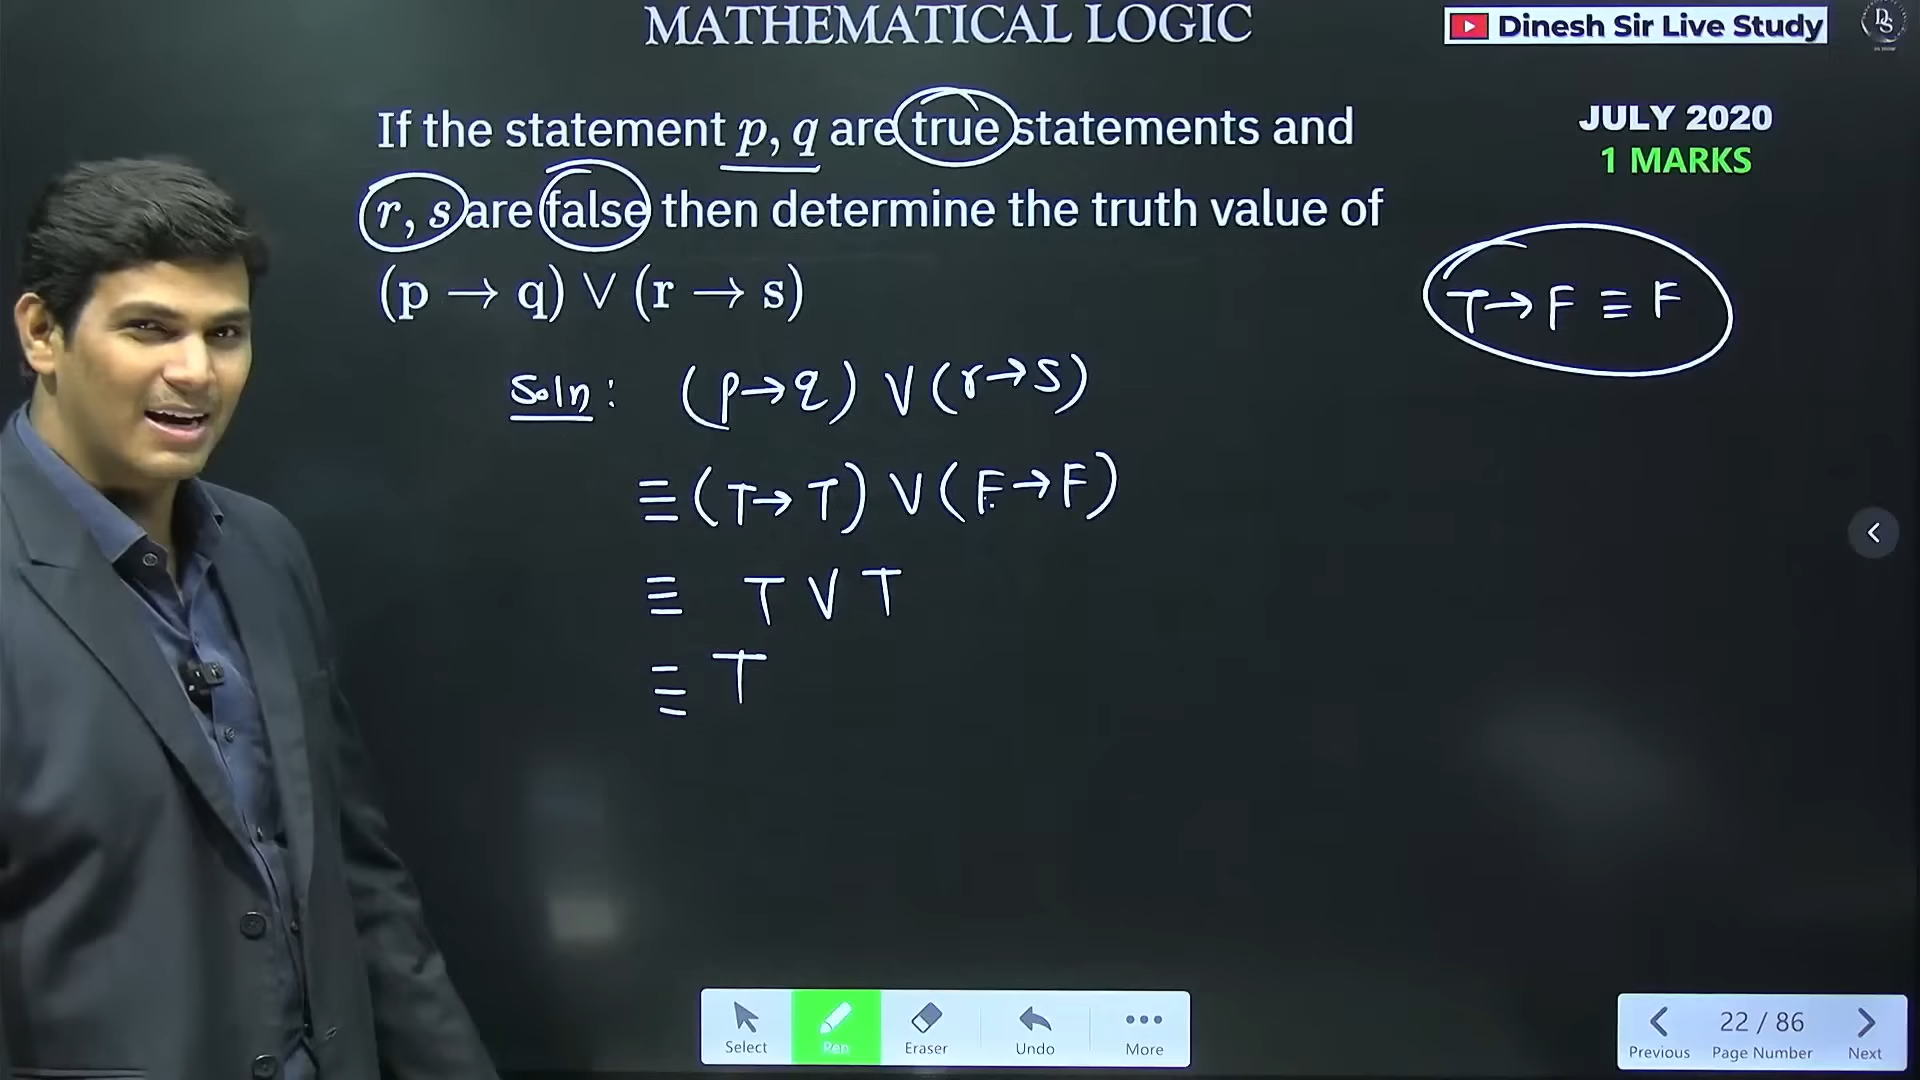 MATHEMATICAL LOGIC
Dinesh Sir Live Study
DS
If the statement p, q are true statements and
r, s are false then determine the truth value of
(p → q) ∨ (r → s)
JULY 2020
1 MARKS
T → F ≡ F
Soln : (p → q) ∨ (r → s)
≡ (T → T) ∨ (F → F)
≡ T ∨ T
≡ T
Select Pen Eraser Undo More
22 / 86
Previous Page Number Next